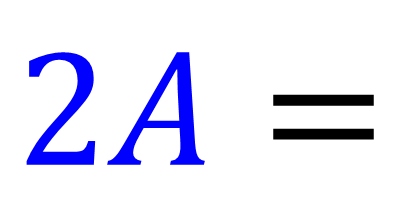 2A =